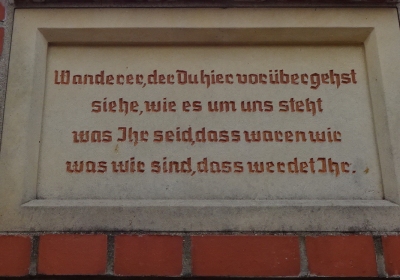 Wanderer, der Du hier vorübergehst
siehe, wie es um uns steht
was Ihr seid, dass waren wir
was wir sind, dass werdet Ihr.